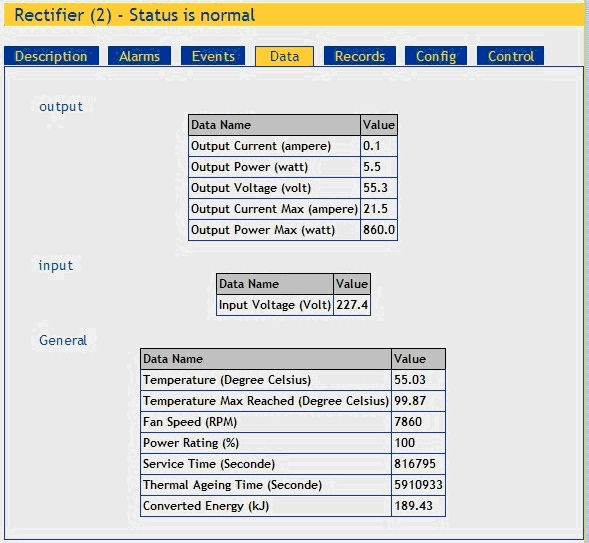 Rectifier (2) - Status is normal
Description Alarms Events Data Records Config Control
output
Data Name Value
Output Current (ampere) 0.1
Output Power (watt) 5.5
Output Voltage (volt) 55.3
Output Current Max (ampere) 21.5
Output Power Max (watt) 860.0
input
Data Name Value
Input Voltage (Volt) 227.4
General
Data Name Value
Temperature (Degree Celsius) 55.03
Temperature Max Reached (Degree Celsius) 99.87
Fan Speed (RPM) 7860
Power Rating (%) 100
Service Time (Seconde) 816795
Thermal Ageing Time (Seconde) 5910933
Converted Energy (kJ) 189.43